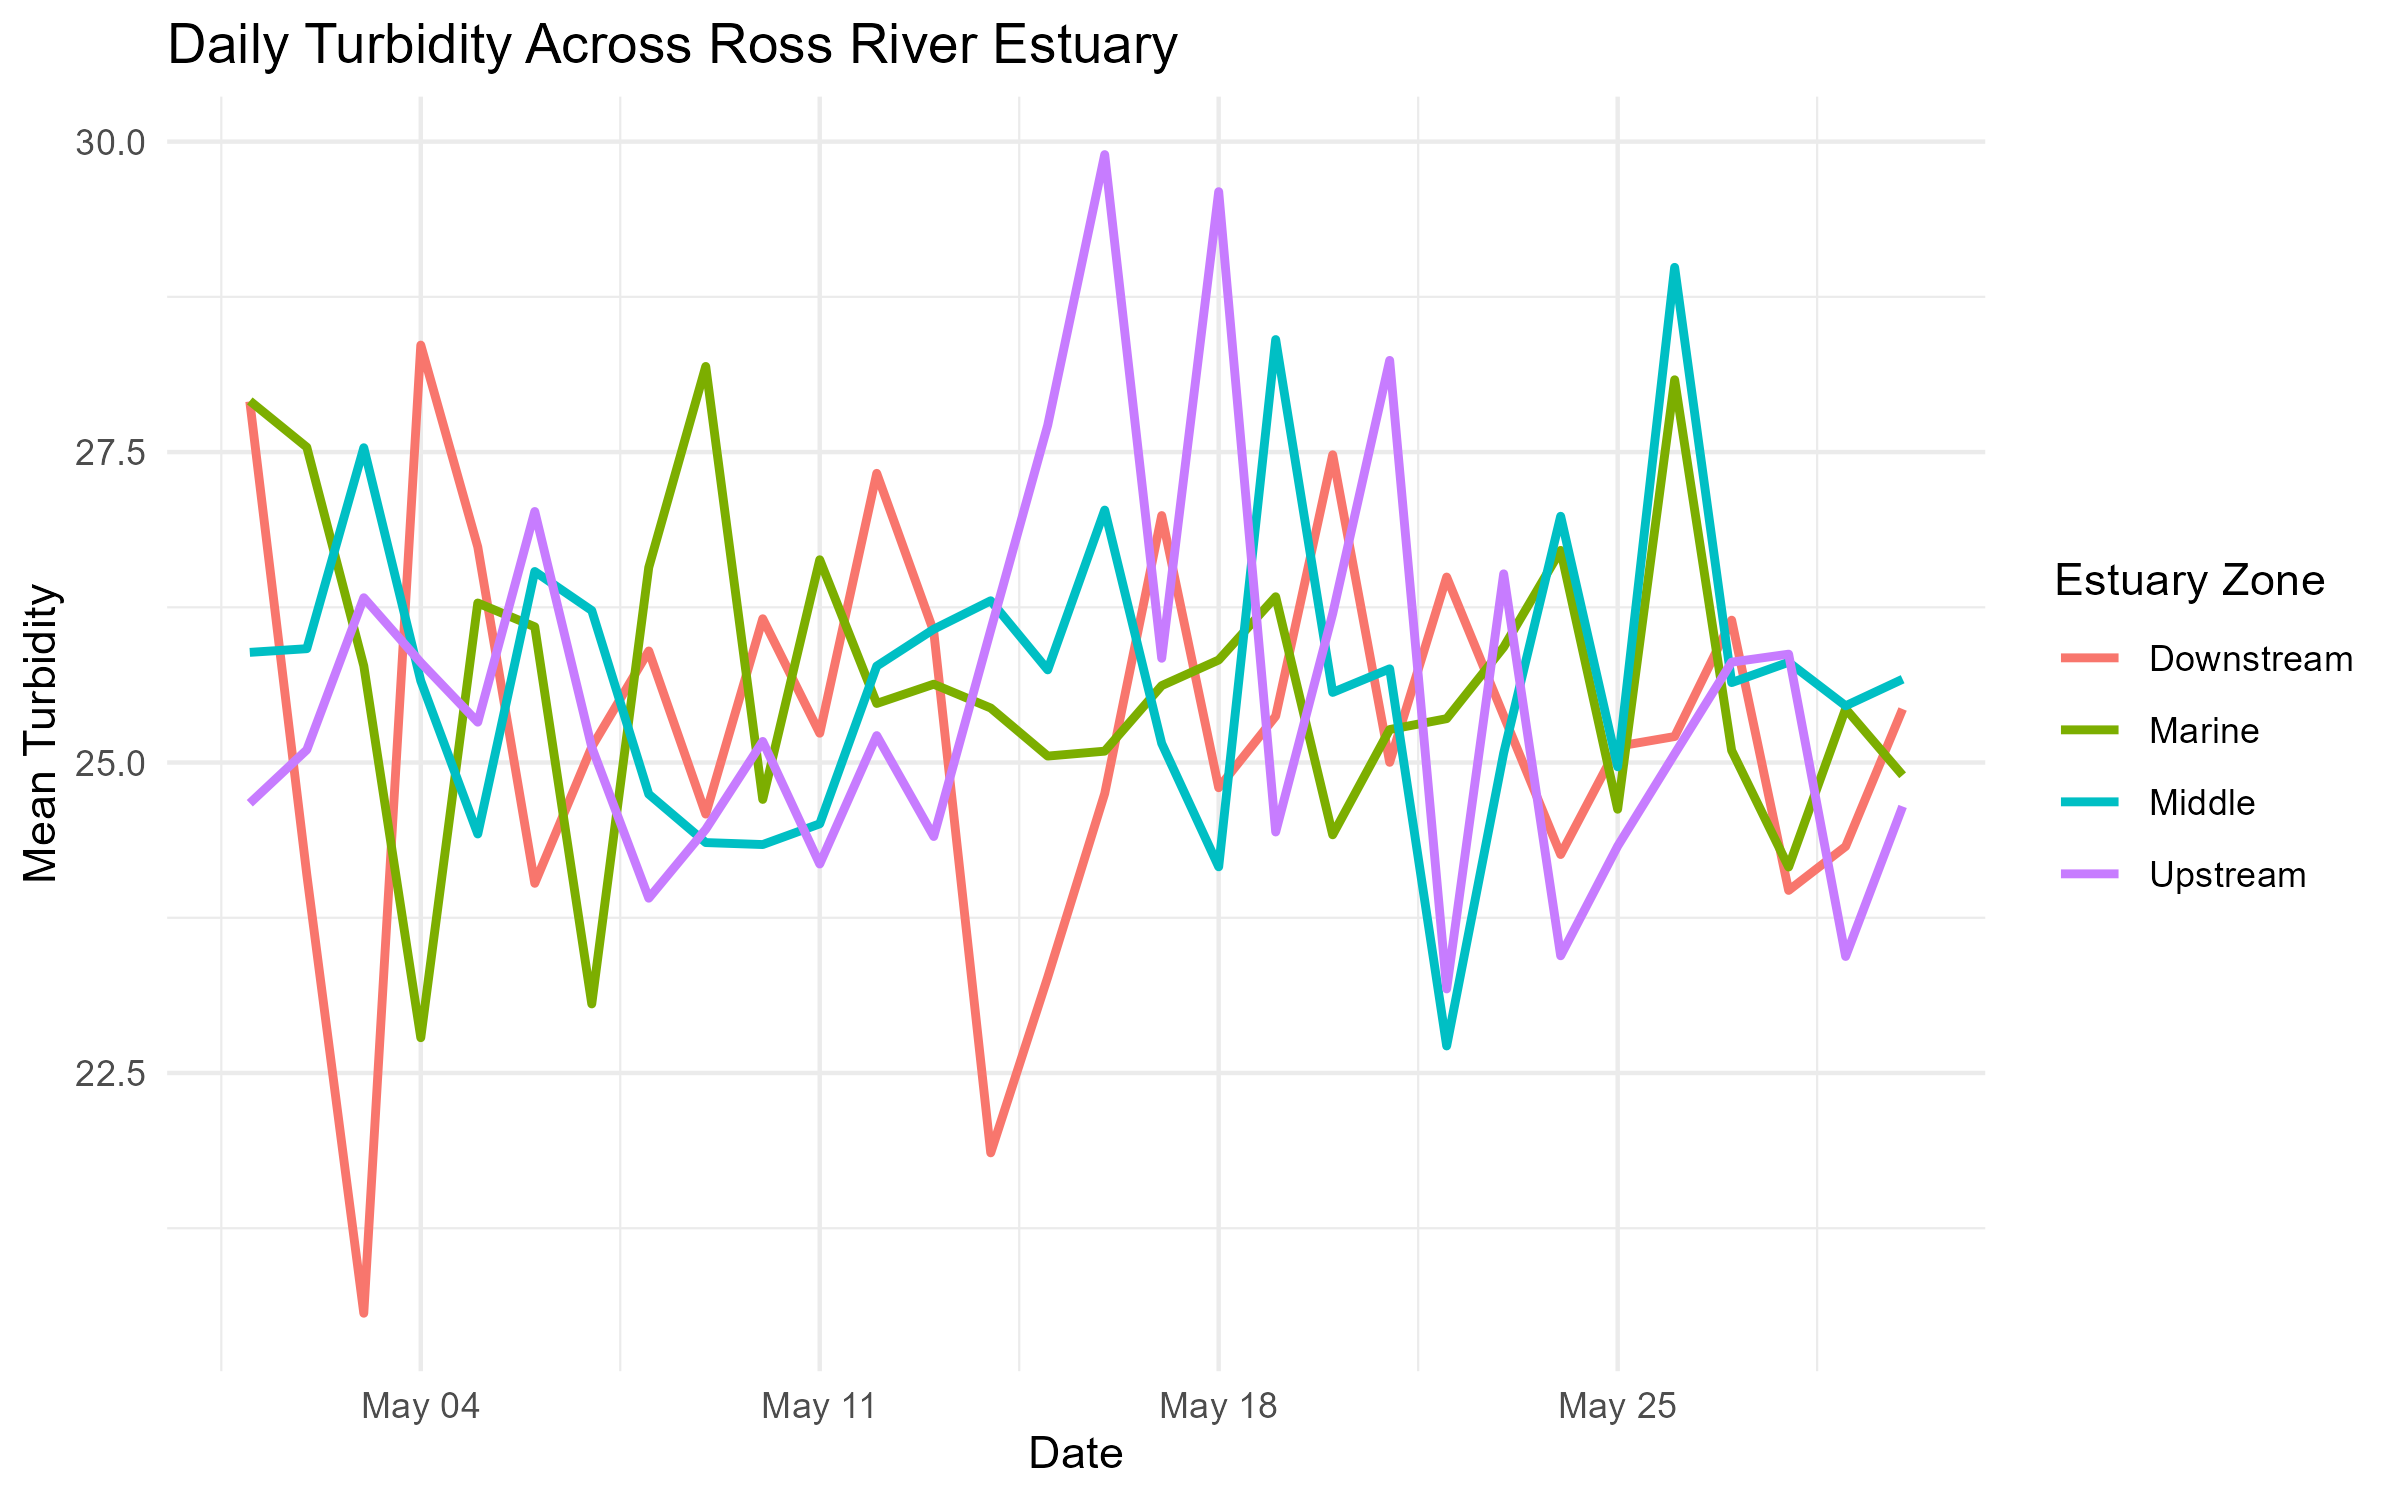 Daily Turbidity Across Ross River Estuary
30.0
27.5
25.0
22.5
Mean Turbidity
May 04
May 11
May 18
May 25
Date
Estuary Zone
Downstream
Marine
Middle
Upstream